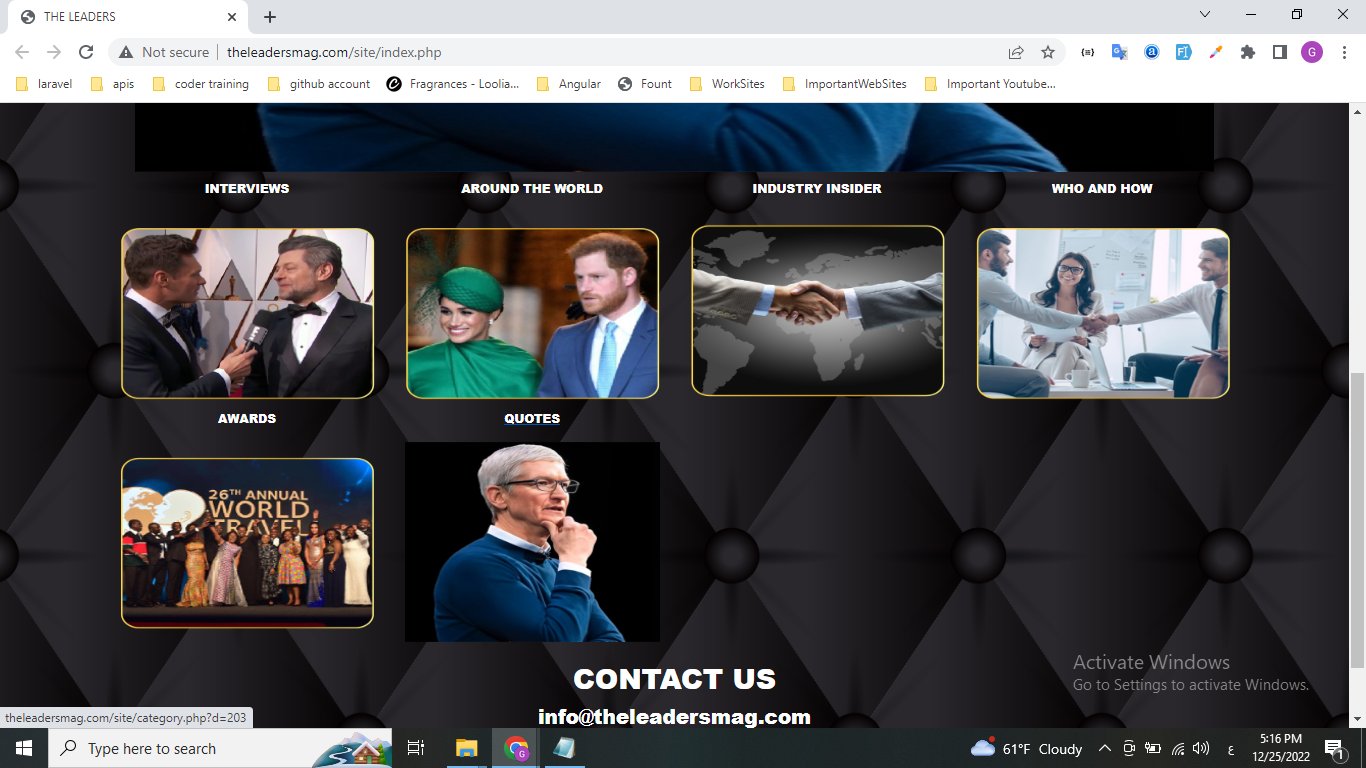 THE LEADERS
Not secure
theleadersmag.com/site/index.php
G
laravel
apis
coder training
github account
Fragrances - Loolia...
Angular
Fount
WorkSites
ImportantWebSites
Important Youtube...
INTERVIEWS
AROUND THE WORLD
INDUSTRY INSIDER
WHO AND HOW
AWARDS
QUOTES
26TH ANNUAL
WORLD
TRAVEL
CONTACT US
info@theleadersmag.com
Activate Windows
Go to Settings to activate Windows.
theleadersmag.com/site/category.php?d=203
Type here to search
G
61°F Cloudy
ع
5:16 PM
12/25/2022
1